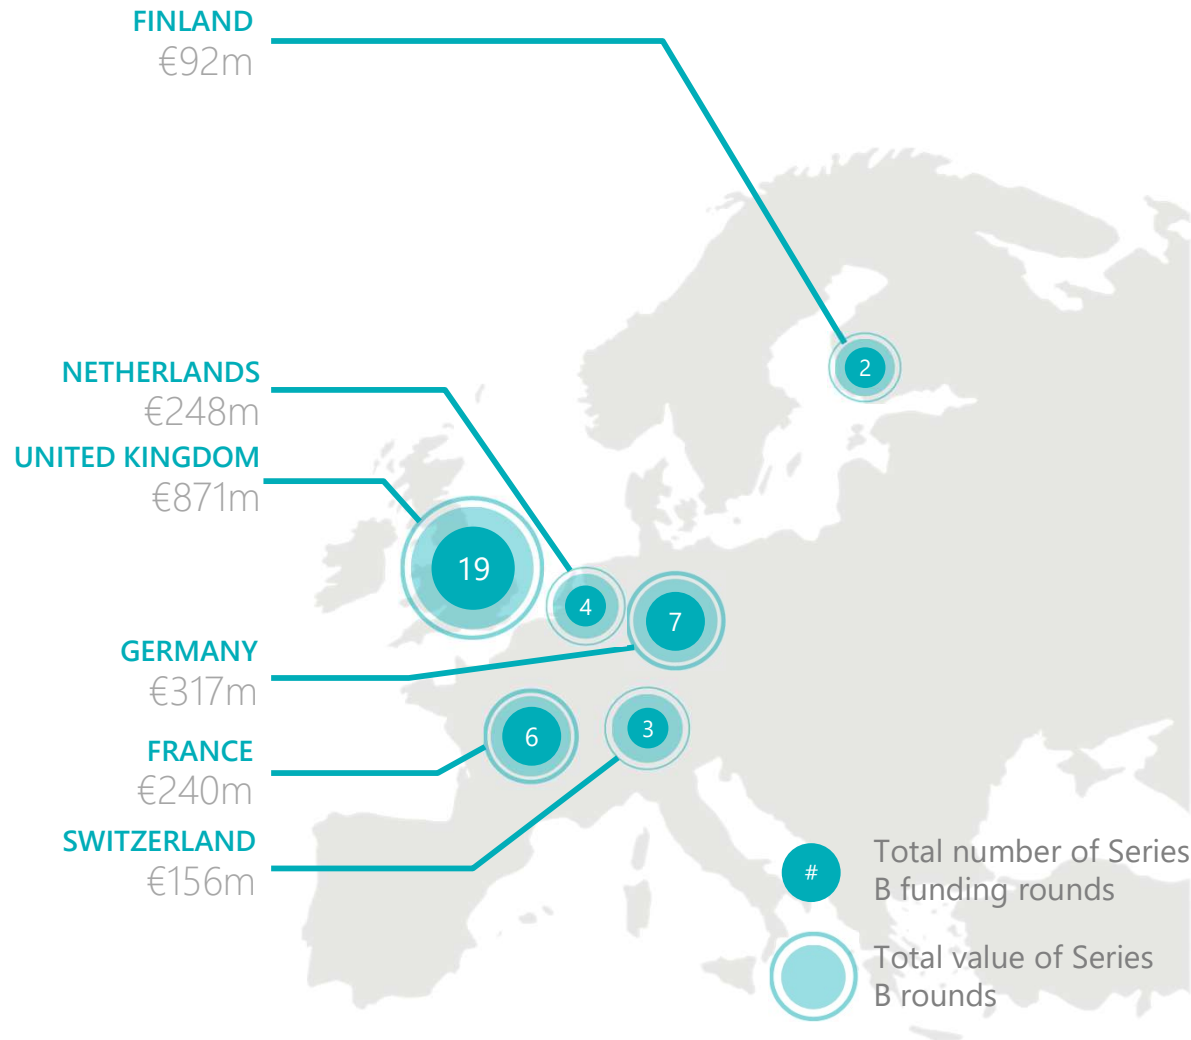 FINLAND
€92m
2
NETHERLANDS
€248m
UNITED KINGDOM
€871m
19
4
7
GERMANY
€317m
FRANCE
€240m
6
3
SWITZERLAND
€156m
#
Total number of Series
B funding rounds
Total value of Series
B rounds